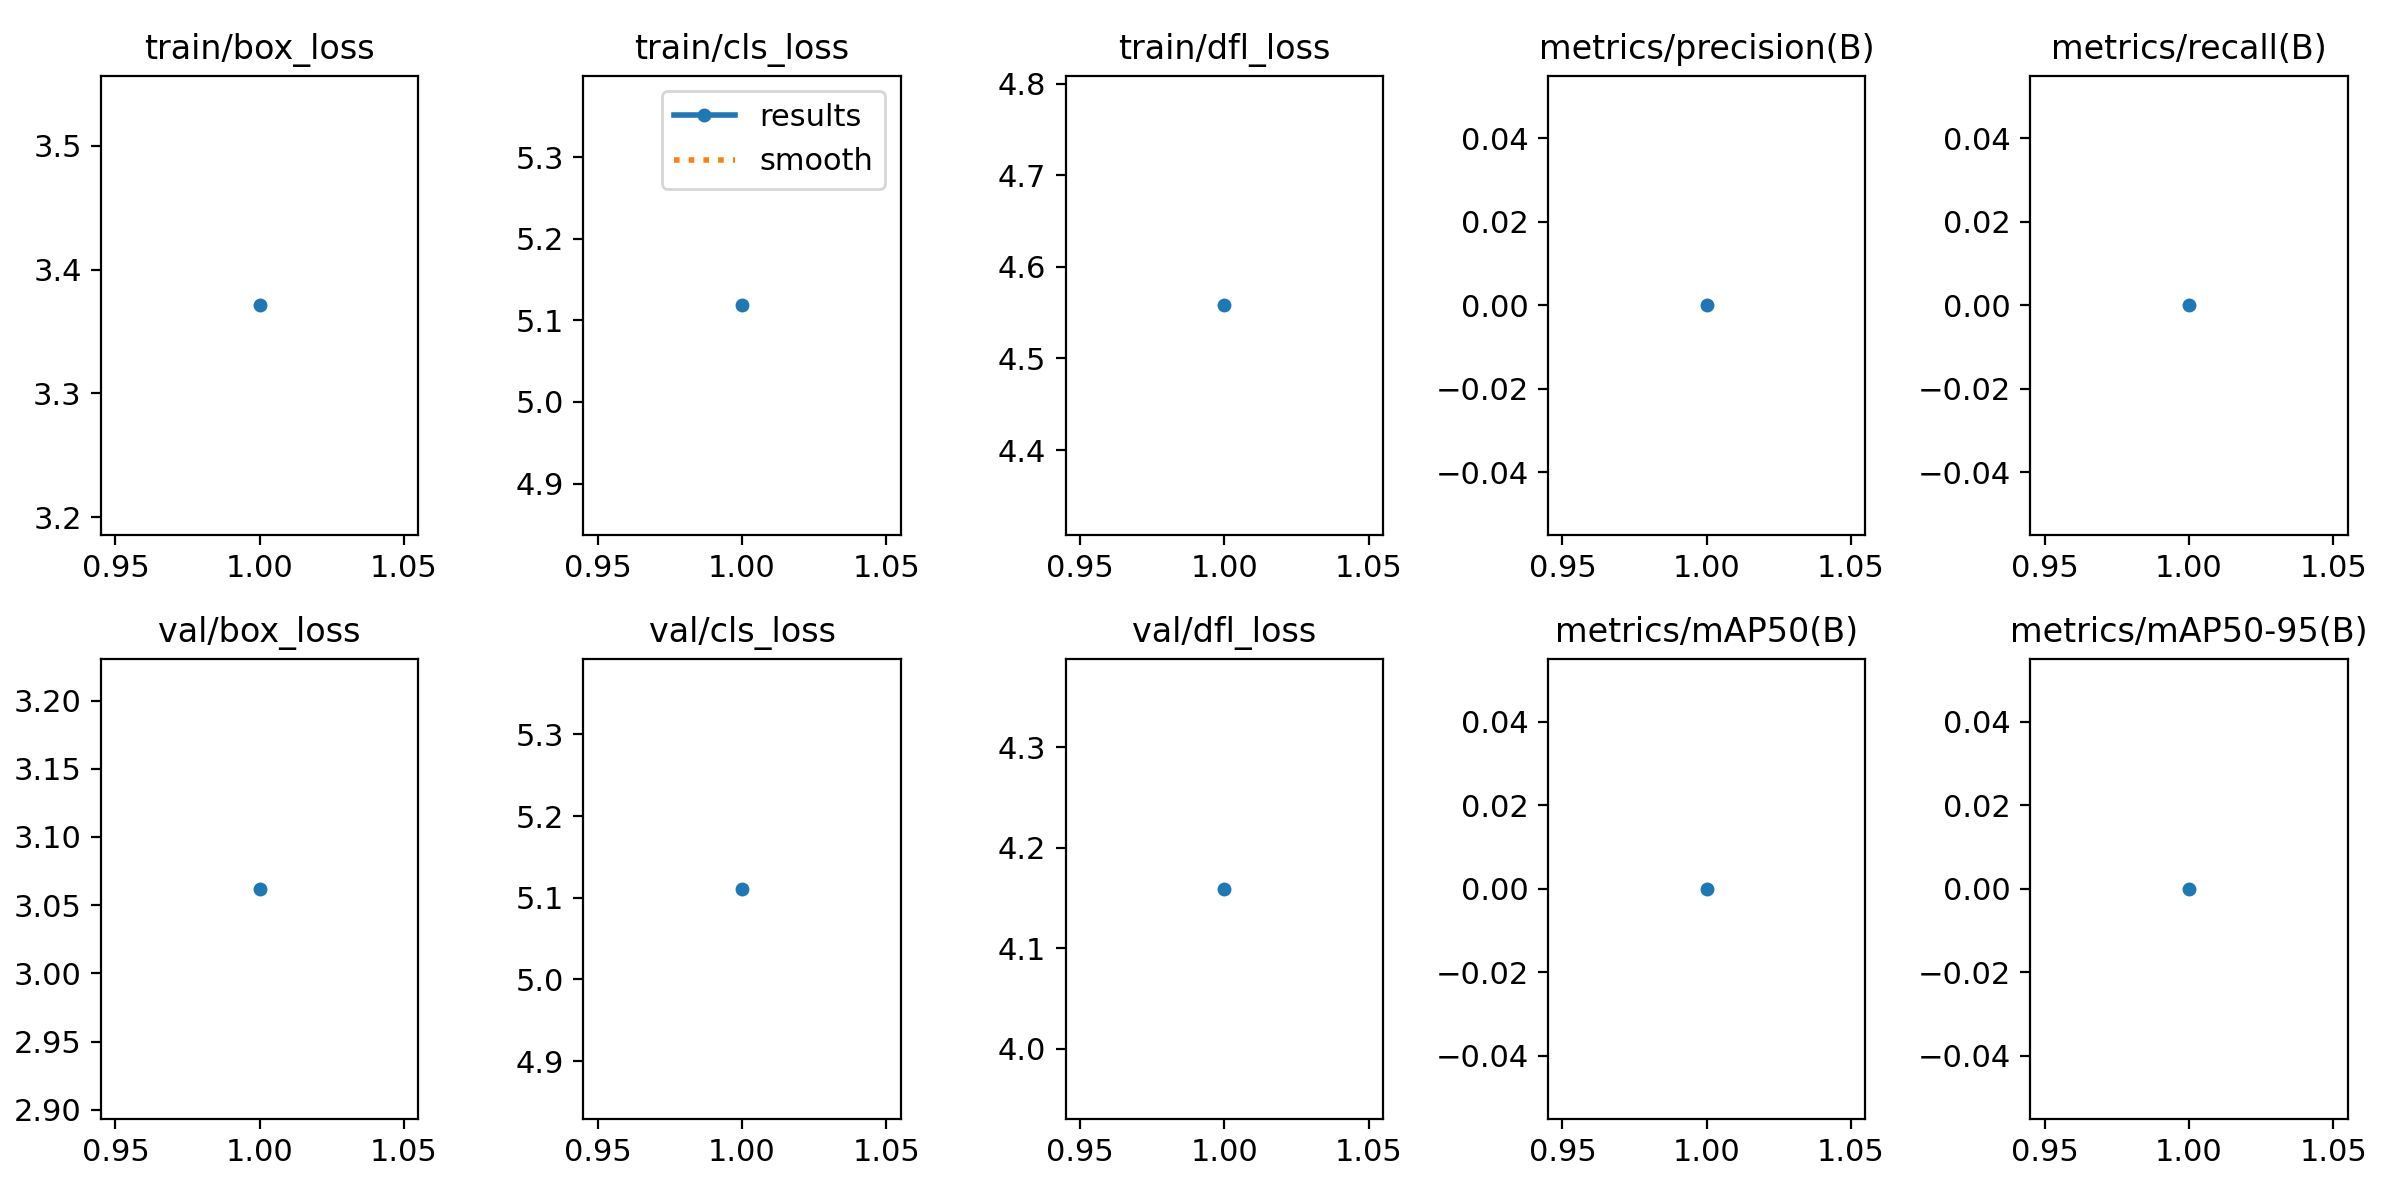 train/box_loss
3.5
3.4
3.3
3.2
0.95 1.00 1.05
train/cls_loss
results
smooth
5.3
5.2
5.1
5.0
4.9
0.95 1.00 1.05
train/dfl_loss
4.8
4.7
4.6
4.5
4.4
0.95 1.00 1.05
metrics/precision(B)
0.04
0.02
0.00
−0.02
−0.04
0.95 1.00 1.05
metrics/recall(B)
0.04
0.02
0.00
−0.02
−0.04
0.95 1.00 1.05
val/box_loss
3.20
3.15
3.10
3.05
3.00
2.95
2.90
0.95 1.00 1.05
val/cls_loss
5.3
5.2
5.1
5.0
4.9
0.95 1.00 1.05
val/dfl_loss
4.3
4.2
4.1
4.0
0.95 1.00 1.05
metrics/mAP50(B)
0.04
0.02
0.00
−0.02
−0.04
0.95 1.00 1.05
metrics/mAP50-95(B)
0.04
0.02
0.00
−0.02
−0.04
0.95 1.00 1.05